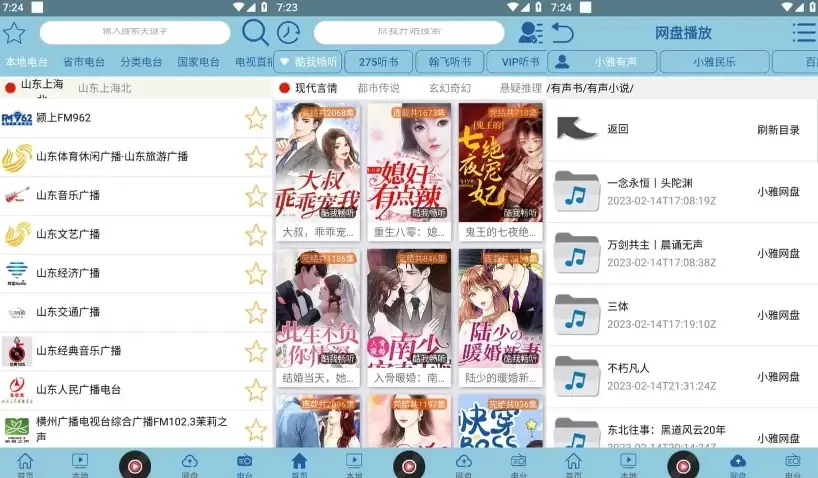 7:24
输入搜索关键字
本地电台 省市电台 分类电台 国家电台 电视直
山东上海
北
山东上海北
颍上FM962
山东体育休闲广播·山东旅游广播
山东音乐广播
山东文艺广播
山东经济广播
山东交通广播
山东经典音乐广播
山东人民广播电台
横州广播电视台综合广播FM102.3茉莉之
声
首页 本地 网盘 电台
7:23
点我开始搜索
酷我畅听 275听书 翰飞听书 VIP听书
现代言情 都市传说 玄幻奇幻 悬疑推理
完结共2068集
大叔
乖乖宠我
酷我畅听
大叔，乖乖宠...
连载共1673集
媳妇
有点辣
酷我畅听
重生八零：媳...
完结共710集
鬼王的
七夜
绝宠妃
酷我畅听
鬼王的七夜绝...
完结共1186集
此生不负
你情深
酷我畅听
结婚当天，她...
完结共846集
入骨暖婚
南少
酷我畅听
入骨暖婚：南...
陆少的
暖婚新妻
酷我畅听
陆少的暖婚新...
连载共2096集
完结共1197集
完结共936集
快穿
BOSS
首页 本地 网盘 电台
7:24
网盘播放
小雅有声 小雅民乐
/有声书/有声小说/
返回 刷新目录
一念永恒丨头陀渊
2023-02-14T17:08:19Z
小雅网盘
万剑共主丨晨诵无声
2023-02-14T17:08:38Z
小雅网盘
三体
2023-02-14T17:19:10Z
小雅网盘
不朽凡人
2023-02-14T21:31:24Z
小雅网盘
东北往事：黑道风云20年
小雅网盘
首页 本地 网盘 电台